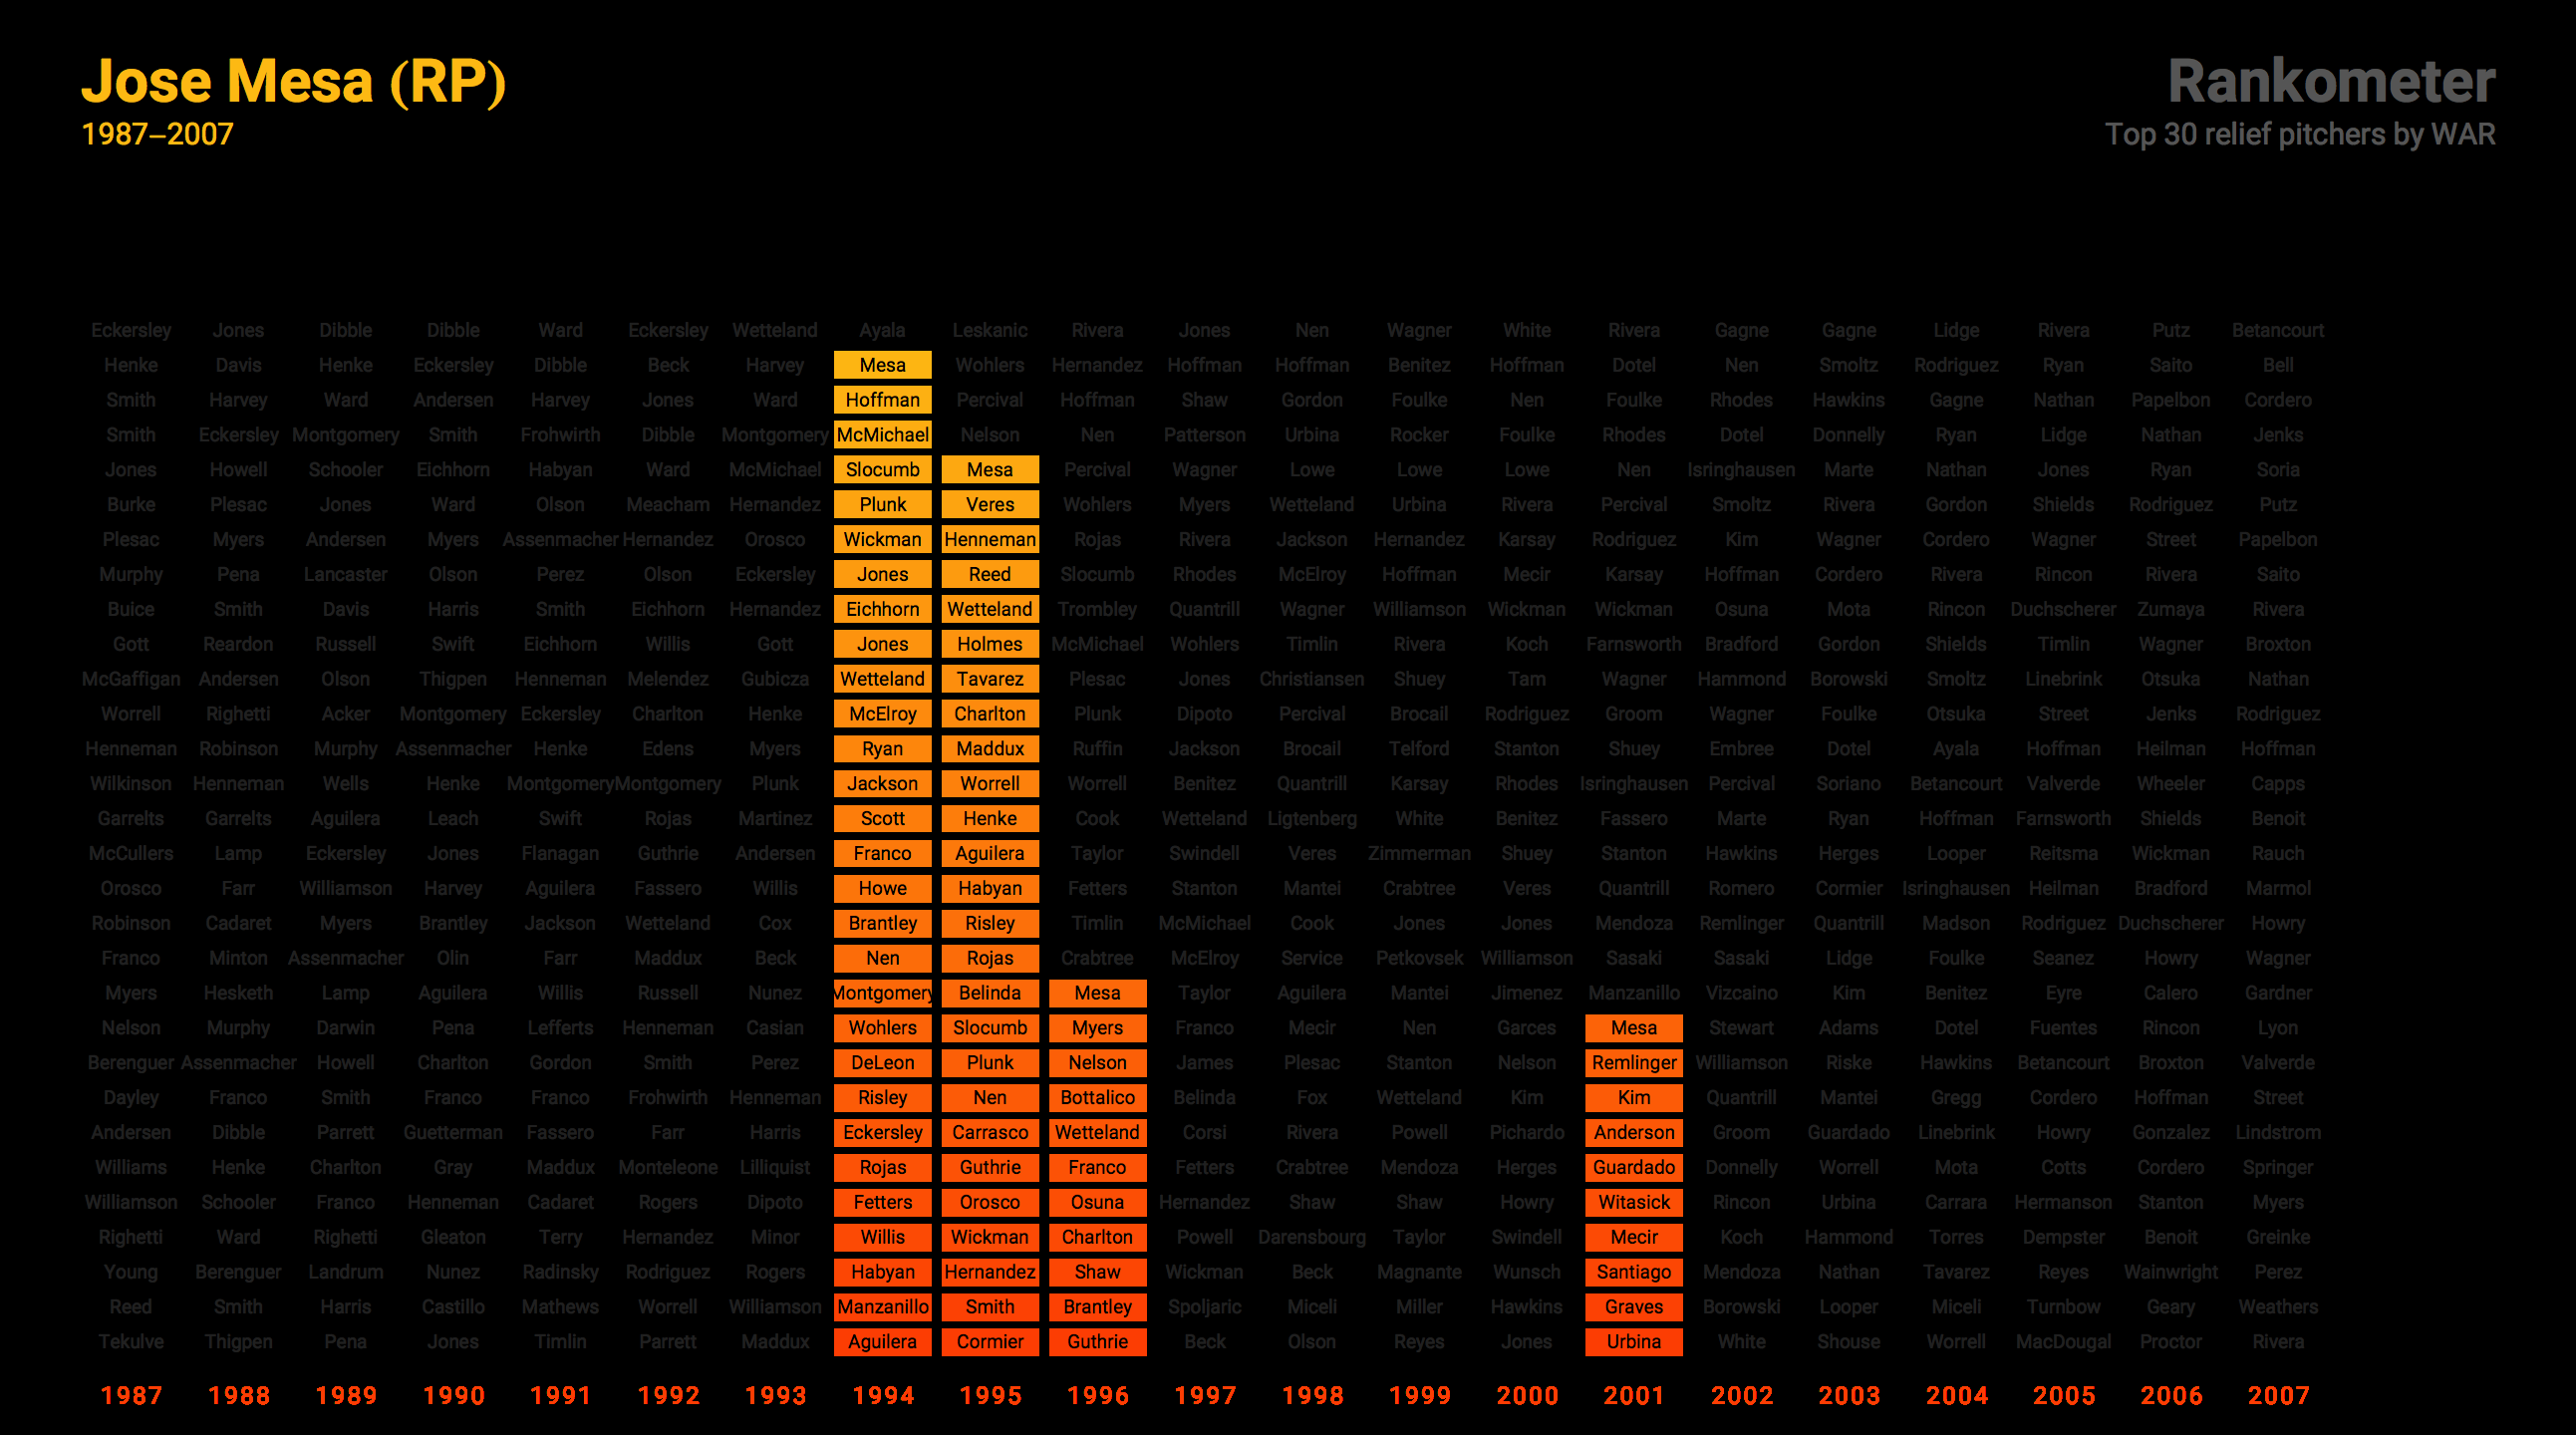 Jose Mesa (RP)
1987–2007
Rankometer
Top 30 relief pitchers by WAR
Eckersley Jones Dibble Dibble Ward Eckersley Wetteland Ayala Leskanic Rivera Jones Nen Wagner White Rivera Gagne Gagne Lidge Rivera Putz Betancourt
Henke Davis Henke Eckersley Dibble Beck Harvey Mesa Wohlers Hernandez Hoffman Hoffman Benitez Hoffman Dotel Nen Smoltz Rodriguez Ryan Saito Bell
Smith Harvey Ward Andersen Harvey Jones Ward Hoffman Percival Hoffman Shaw Gordon Foulke Nen Foulke Rhodes Hawkins Gagne Nathan Papelbon Cordero
Smith Eckersley Montgomery Smith Frohwirth Dibble Montgomery McMichael Nelson Nen Patterson Urbina Rocker Foulke Rhodes Dotel Donnelly Ryan Lidge Nathan Jenks
Jones Howell Schooler Eichhorn Habyan Ward McMichael Slocumb Mesa Percival Wagner Lowe Lowe Lowe Nen Isringhausen Marte Nathan Jones Ryan Soria
Burke Plesac Jones Ward Olson Meacham Hernandez Plunk Veres Wohlers Myers Wetteland Urbina Rivera Percival Smoltz Rivera Gordon Shields Rodriguez Putz
Plesac Myers Andersen Myers Assenmacher Hernandez Orosco Wickman Henneman Rojas Rivera Jackson Hernandez Karsay Rodriguez Kim Wagner Cordero Wagner Street Papelbon
Murphy Pena Lancaster Olson Perez Olson Eckersley Jones Reed Slocumb Rhodes McElroy Hoffman Mecir Karsay Hoffman Cordero Rivera Rincon Rivera Saito
Buice Smith Davis Harris Smith Eichhorn Hernandez Eichhorn Wetteland Trombley Quantrill Wagner Williamson Wickman Wickman Osuna Mota Rincon Duchscherer Zumaya Rivera
Gott Reardon Russell Swift Eichhorn Willis Gott Jones Holmes McMichael Wohlers Timlin Rivera Koch Farnsworth Bradford Gordon Shields Timlin Wagner Broxton
McGaffigan Andersen Olson Thigpen Henneman Melendez Gubicza Wetteland Tavarez Plesac Jones Christiansen Shuey Tam Wagner Hammond Borowski Smoltz Linebrink Otsuka Nathan
Worrell Righetti Acker Montgomery Eckersley Charlton Henke McElroy Charlton Plunk Dipoto Percival Brocail Rodriguez Groom Wagner Foulke Otsuka Street Jenks Rodriguez
Henneman Robinson Murphy Assenmacher Henke Edens Myers Ryan Maddux Ruffin Jackson Brocail Telford Stanton Shuey Embree Dotel Ayala Hoffman Heilman Hoffman
Wilkinson Henneman Wells Henke Montgomery Montgomery Plunk Jackson Worrell Worrell Benitez Quantrill Karsay Rhodes Isringhausen Percival Soriano Betancourt Valverde Wheeler Capps
Garrelts Garrelts Aguilera Leach Swift Rojas Martinez Scott Henke Cook Wetteland Ligtenberg White Benitez Fassero Marte Ryan Hoffman Farnsworth Shields Benoit
McCullers Lamp Eckersley Jones Flanagan Guthrie Andersen Franco Aguilera Taylor Swindell Veres Zimmerman Shuey Stanton Hawkins Herges Looper Reitsma Wickman Rauch
Orosco Farr Williamson Harvey Aguilera Fassero Willis Howe Habyan Fetters Stanton Mantei Crabtree Veres Quantrill Romero Cormier Isringhausen Heilman Bradford Marmol
Robinson Cadaret Myers Brantley Jackson Wetteland Cox Brantley Risley Timlin McMichael Cook Jones Jones Mendoza Remlinger Quantrill Madson Rodriguez Duchscherer Howry
Franco Minton Assenmacher Olin Farr Maddux Beck Nen Rojas Crabtree McElroy Service Petkovsek Williamson Sasaki Sasaki Lidge Foulke Seanez Howry Wagner
Myers Hesketh Lamp Aguilera Willis Russell Nunez Montgomery Belinda Mesa Taylor Aguilera Mantei Jimenez Manzanillo Vizcaino Kim Benitez Eyre Calero Gardner
Nelson Murphy Darwin Pena Lefferts Henneman Casian Wohlers Slocumb Myers Franco Mecir Nen Garces Mesa Stewart Adams Dotel Fuentes Rincon Lyon
Berenguer Assenmacher Howell Charlton Gordon Smith Perez DeLeon Plunk Nelson James Plesac Stanton Nelson Remlinger Williamson Riske Hawkins Betancourt Broxton Valverde
Dayley Franco Smith Franco Franco Frohwirth Henneman Risley Nen Bottalico Belinda Fox Wetteland Kim Kim Quantrill Mantei Gregg Cordero Hoffman Street
Andersen Dibble Parrett Guetterman Fassero Farr Harris Eckersley Carrasco Wetteland Corsi Rivera Powell Pichardo Anderson Groom Guardado Linebrink Howry Gonzalez Lindstrom
Williams Henke Charlton Gray Maddux Monteleone Lilliquist Rojas Guthrie Franco Fetters Crabtree Mendoza Herges Guardado Donnelly Worrell Mota Cotts Cordero Springer
Williamson Schooler Franco Henneman Cadaret Rogers Dipoto Fetters Orosco Osuna Hernandez Shaw Shaw Howry Witasick Rincon Urbina Carrara Hermanson Stanton Myers
Righetti Ward Righetti Gleaton Terry Hernandez Minor Willis Wickman Charlton Powell Darensbourg Taylor Swindell Mecir Koch Hammond Torres Dempster Benoit Greinke
Young Berenguer Landrum Nunez Radinsky Rodriguez Rogers Habyan Hernandez Shaw Wickman Beck Magnante Wunsch Santiago Mendoza Nathan Tavarez Reyes Wainwright Perez
Reed Smith Harris Castillo Mathews Worrell Williamson Manzanillo Smith Brantley Spoljaric Miceli Miller Hawkins Graves Borowski Looper Miceli Turnbow Geary Weathers
Tekulve Thigpen Pena Jones Timlin Parrett Maddux Aguilera Cormier Guthrie Beck Olson Reyes Jones Urbina White Shouse Worrell MacDougal Proctor Rivera
1987 1988 1989 1990 1991 1992 1993 1994 1995 1996 1997 1998 1999 2000 2001 2002 2003 2004 2005 2006 2007